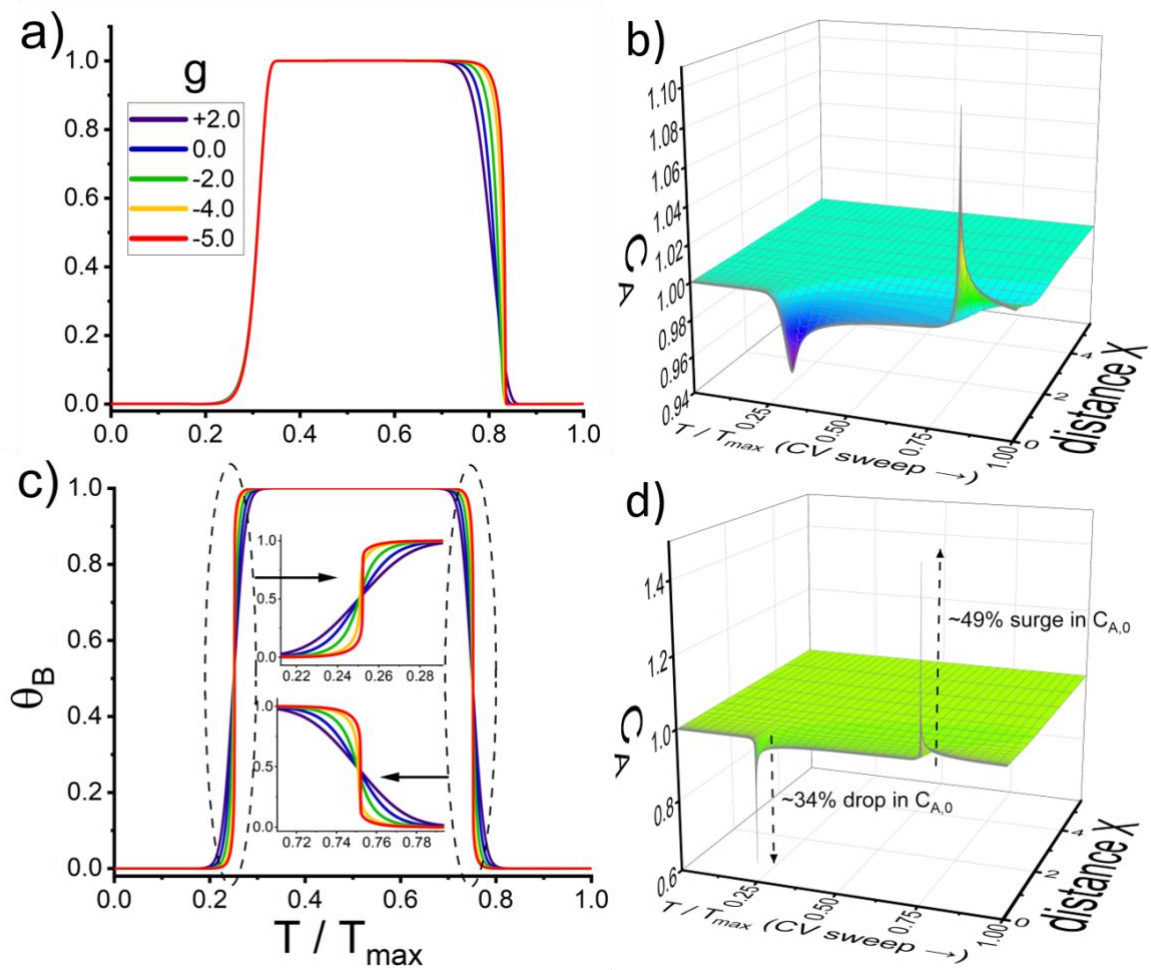 a)
g
+2.0
0.0
-2.0
-4.0
-5.0
1.0
0.8
0.6
0.4
0.2
0.0
0.0 0.2 0.4 0.6 0.8 1.0
b)
1.10
1.08
1.06
1.04
1.02
1.00
0.98
0.96
0.94
C A
0.25 0.50 0.75 1.00
T / Tmax (CV sweep →)
0 2 4
distance X
c)
θB
1.0
0.8
0.6
0.4
0.2
0.0
1.0
0.5
0.0
0.22 0.24 0.26 0.28
1.0
0.5
0.0
0.72 0.74 0.76 0.78
0.0 0.2 0.4 0.6 0.8 1.0
T / Tmax
d)
1.4
1.2
1.0
0.8
0.6
C A
~49% surge in CA,0
~34% drop in CA,0
0.25 0.50 0.75 1.00
T / Tmax (CV sweep →)
0 2 4
distance X